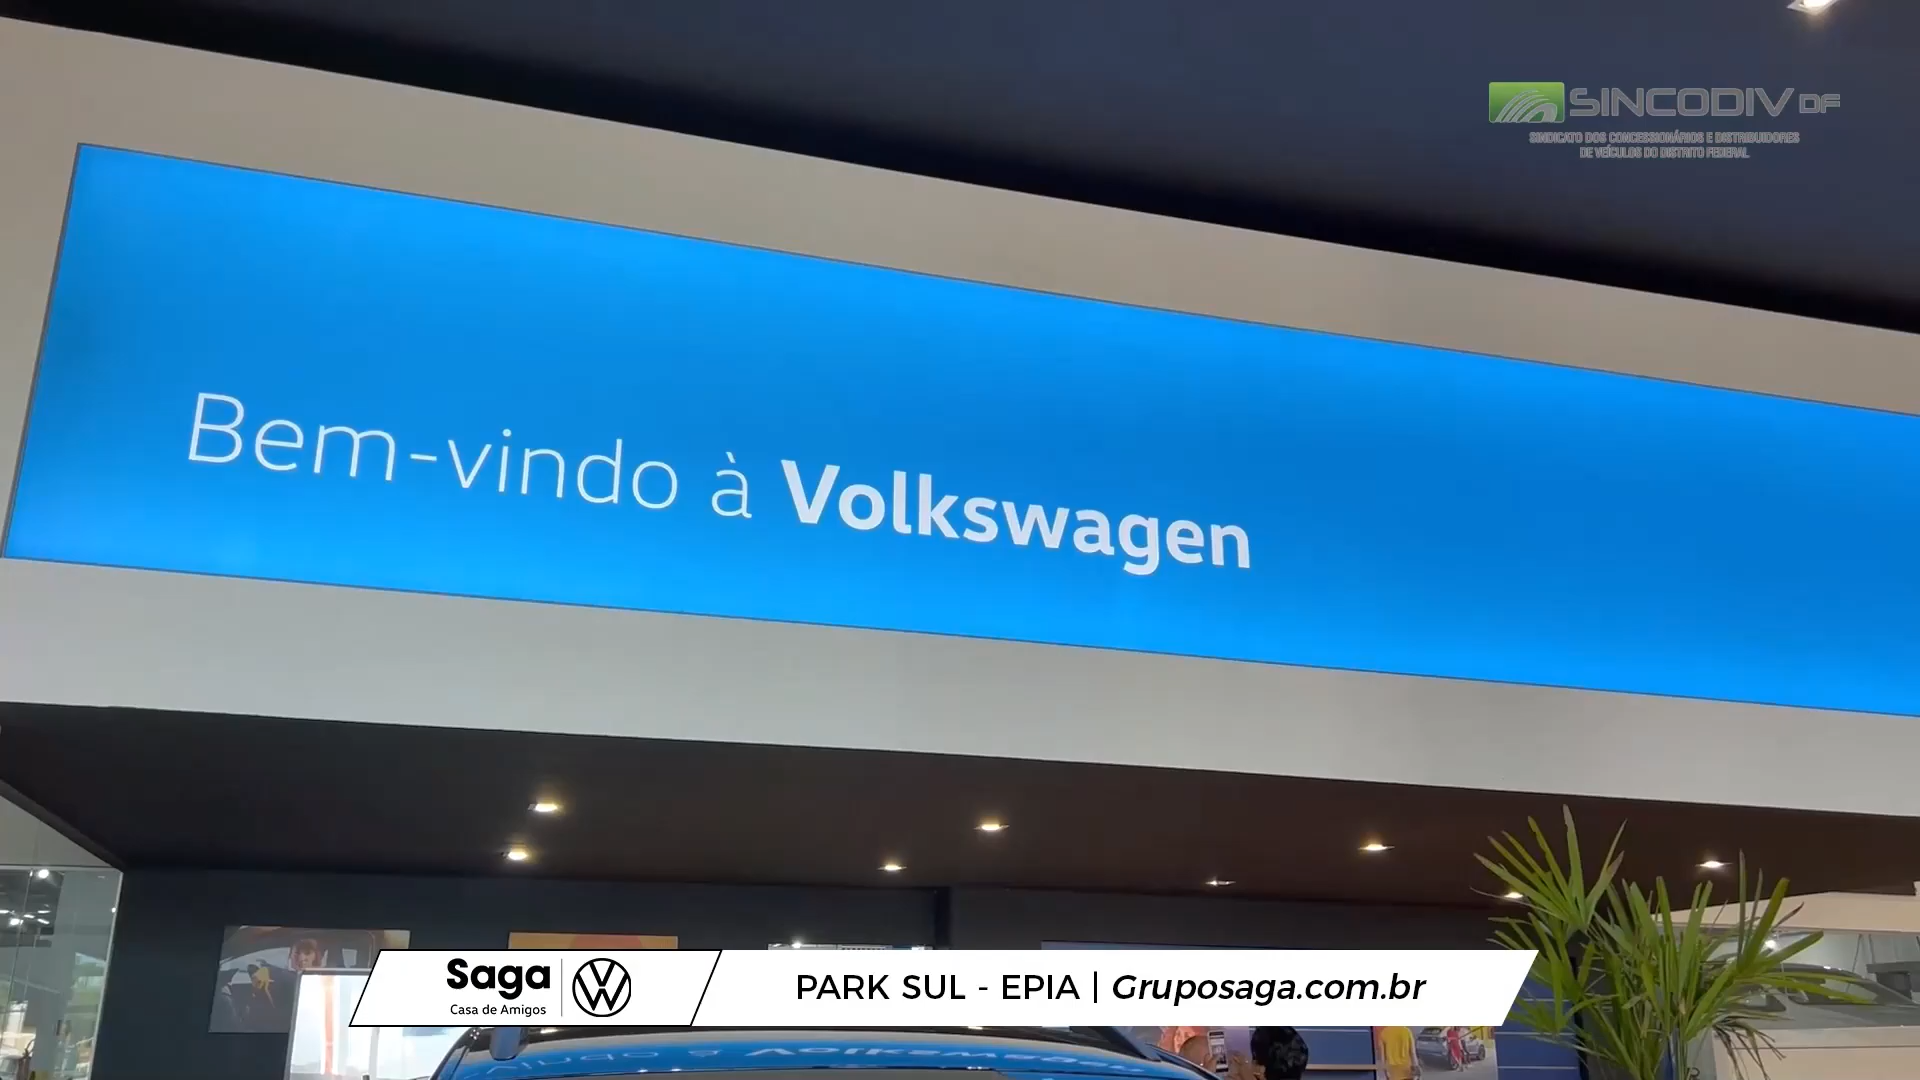 SINCODIV DF
SINDICATO DOS CONCESSIONÁRIOS E DISTRIBUIDORES
DE VEÍCULOS DO DISTRITO FEDERAL
Bem-vindo à Volkswagen
Saga
Casa de Amigos
PARK SUL - EPIA | Gruposaga.com.br